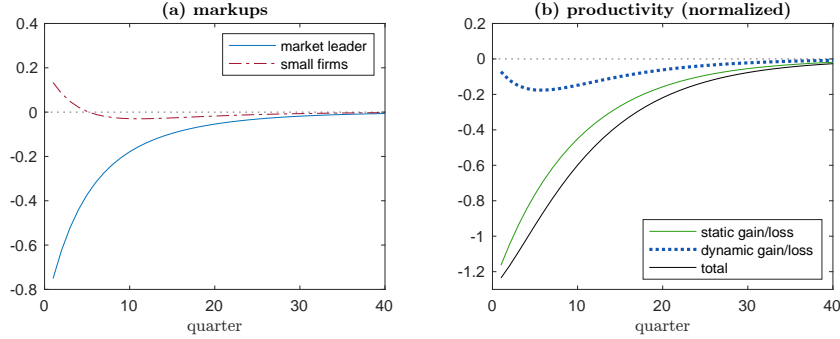 (a) markups
0.4
0.2
0
-0.2
-0.4
-0.6
-0.8
0
10
20
30
40
quarter
market leader
small firms
(b) productivity (normalized)
0.2
0
-0.2
-0.4
-0.6
-0.8
-1
-1.2
0
10
20
30
40
quarter
static gain/loss
dynamic gain/loss
total